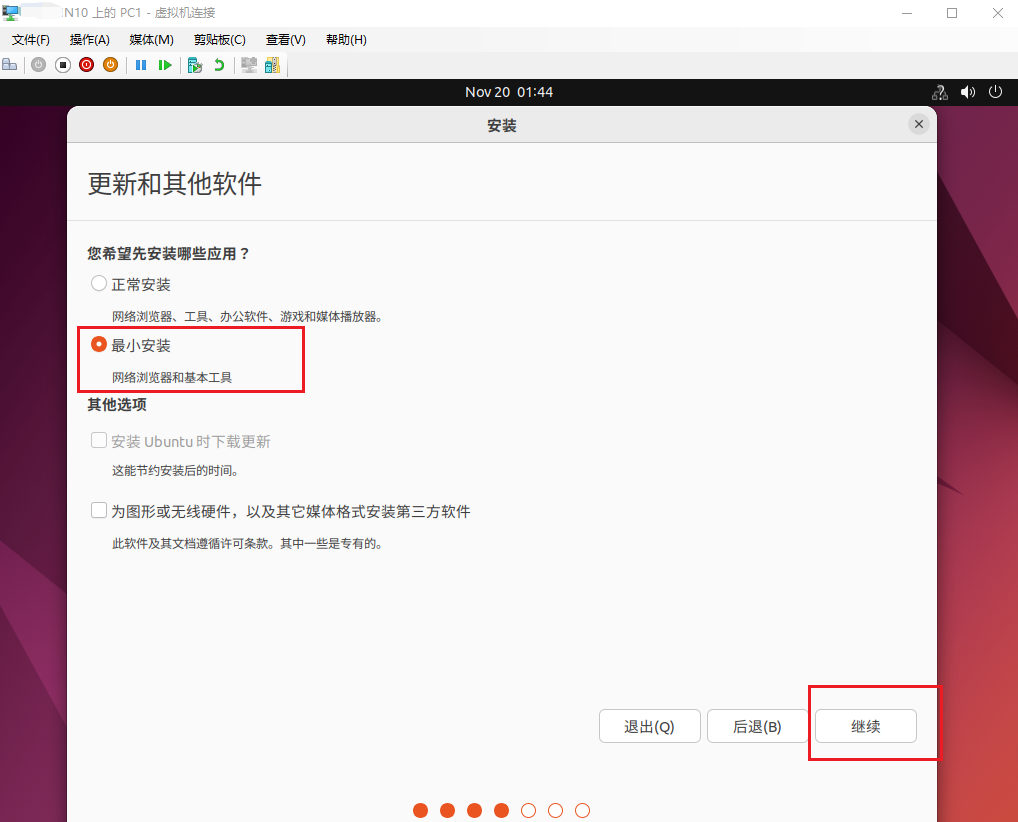 N10 上的 PC1 - 虚拟机连接
文件(F) 操作(A) 媒体(M) 剪贴板(C) 查看(V) 帮助(H)
Nov 20 01:44
安装
更新和其他软件
您希望先安装哪些应用？
正常安装
网络浏览器、工具、办公软件、游戏和媒体播放器。
最小安装
网络浏览器和基本工具
其他选项
安装 Ubuntu 时下载更新
这能节约安装后的时间。
为图形或无线硬件，以及其它媒体格式安装第三方软件
此软件及其文档遵循许可条款。其中一些是专有的。
退出(Q) 后退(B) 继续